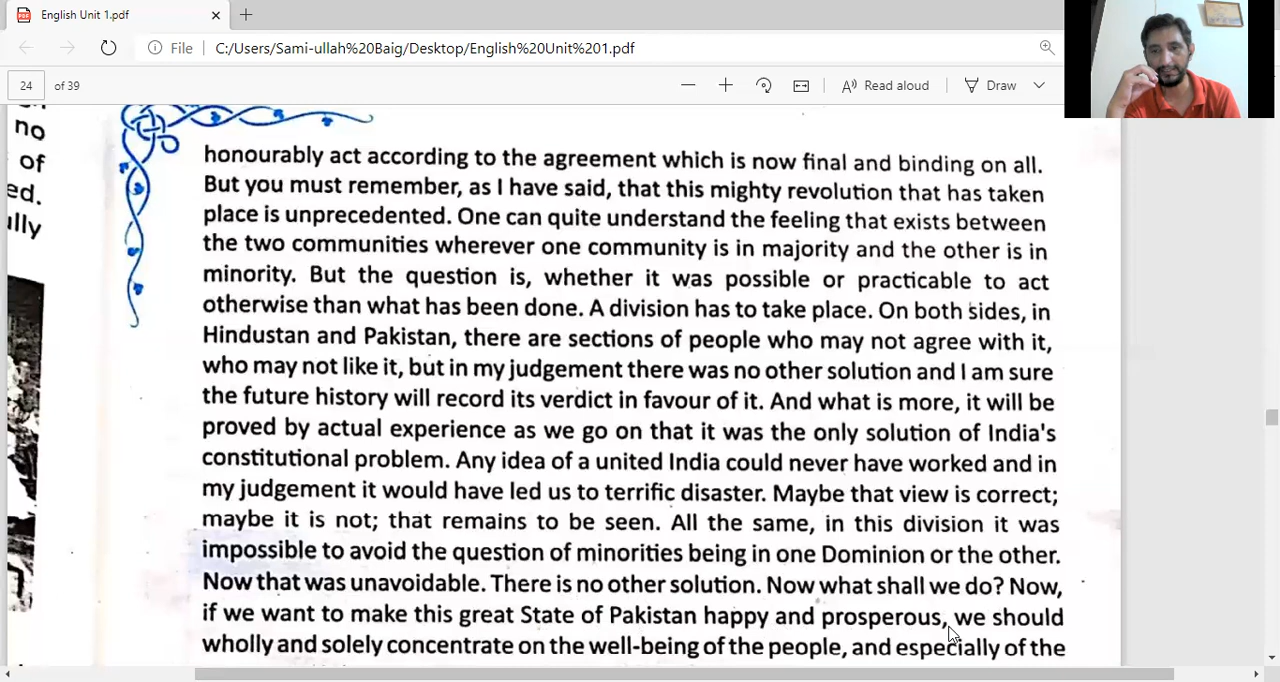 English Unit 1.pdf
File C:/Users/Sami-ullah%20Baig/Desktop/English%20Unit%201.pdf
24 of 39
Read aloud Draw
no
of
honourably act according to the agreement which is now final and binding on all.
But you must remember, as I have said, that this mighty revolution that has taken
place is unprecedented. One can quite understand the feeling that exists between
the two communities wherever one community is in majority and the other is in
minority. But the question is, whether it was possible or practicable to act
otherwise than what has been done. A division has to take place. On both sides, in
Hindustan and Pakistan, there are sections of people who may not agree with it,
who may not like it, but in my judgement there was no other solution and I am sure
the future history will record its verdict in favour of it. And what is more, it will be
proved by actual experience as we go on that it was the only solution of India's
constitutional problem. Any idea of a united India could never have worked and in
my judgement it would have led us to terrific disaster. Maybe that view is correct;
maybe it is not; that remains to be seen. All the same, in this division it was
impossible to avoid the question of minorities being in one Dominion or the other.
Now that was unavoidable. There is no other solution. Now what shall we do? Now,
if we want to make this great State of Pakistan happy and prosperous, we should
wholly and solely concentrate on the well-being of the people, and especially of the